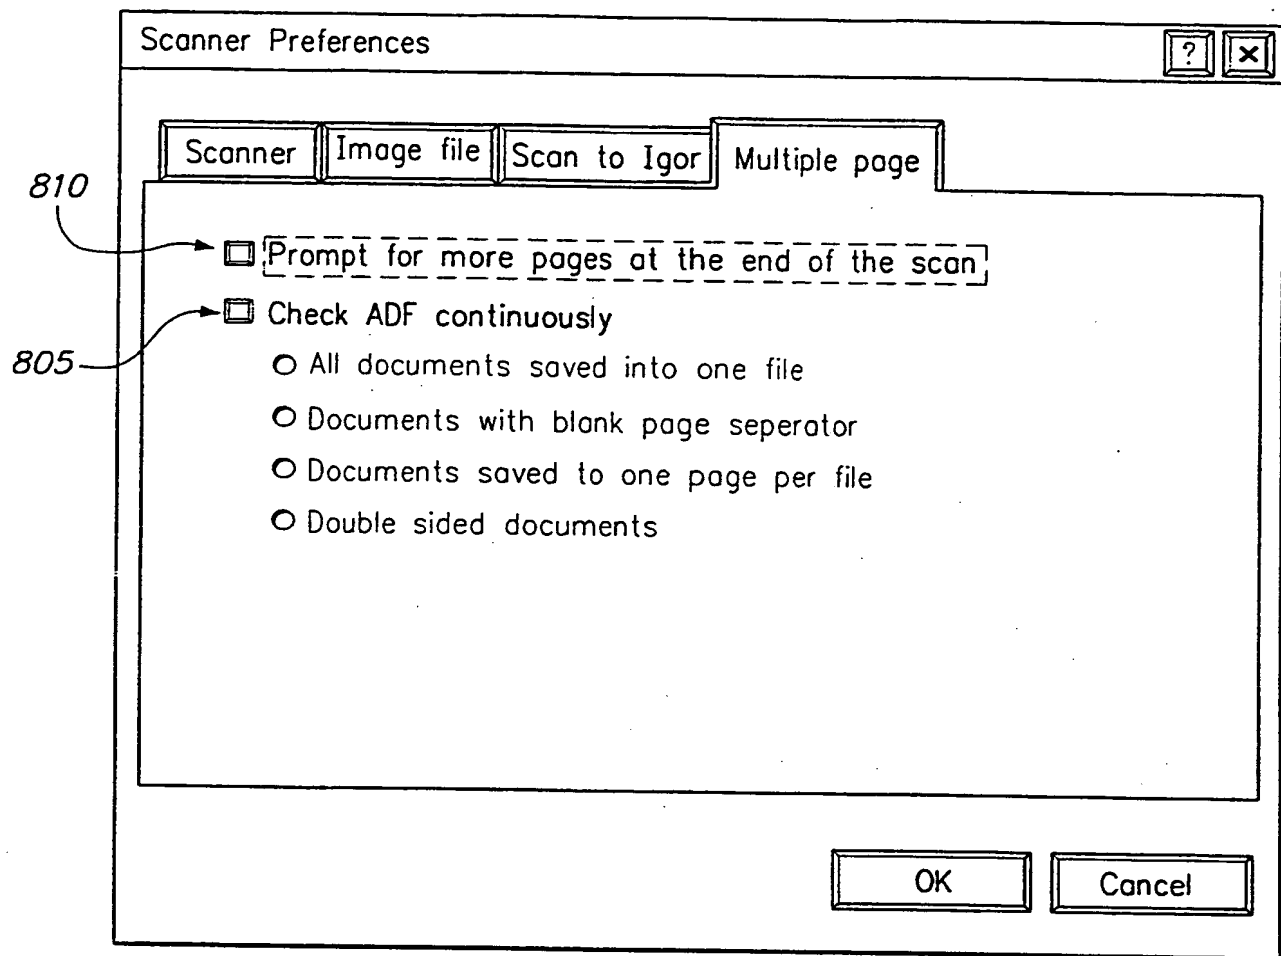 Scanner Preferences
? ×
Scanner Image file Scan to Igor Multiple page
810
Prompt for more pages at the end of the scan
Check ADF continuously
805
All documents saved into one file
Documents with blank page seperator
Documents saved to one page per file
Double sided documents
OK Cancel